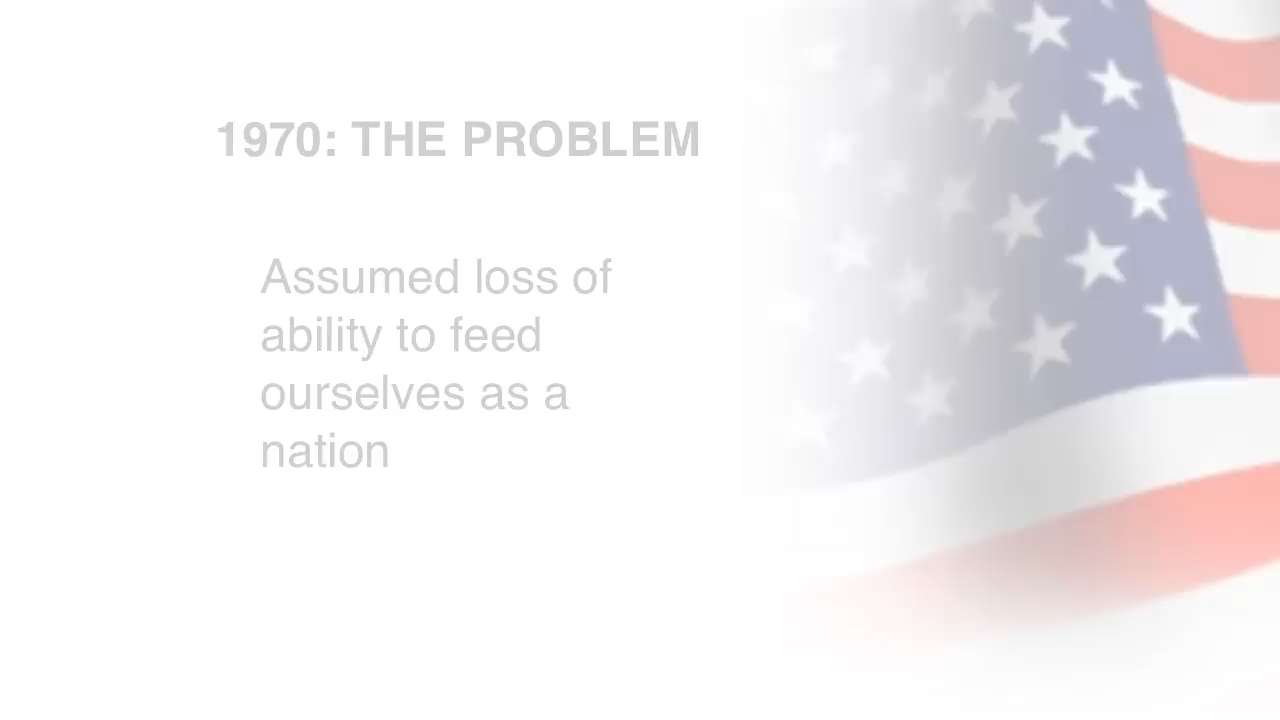 1970: THE PROBLEM
Assumed loss of
ability to feed
ourselves as a
nation